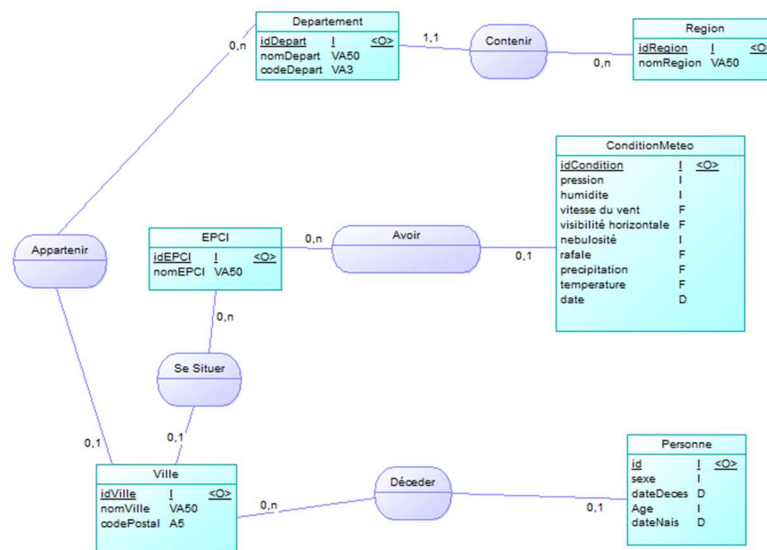 Departement
idDepart I <O>
nomDepart VA50
codeDepart VA3
0,n
1,1
Contenir
0,n
Region
idRegion I <O>
nomRegion VA50
ConditionMeteo
idCondition I <O>
pression I
humidite I
vitesse du vent F
visibilité horizontale F
nebulosité I
rafale F
precipitation F
temperature F
date D
Appartenir
EPCI
idEPCI I <O>
nomEPCI VA50
0,n
Avoir
0,1
0,n
Se Situer
0,1
0,1
Ville
idVille I <O>
nomVille VA50
codePostal A5
0,n
Déceder
0,1
Personne
id I <O>
sexe I
dateDeces D
Age I
dateNais D